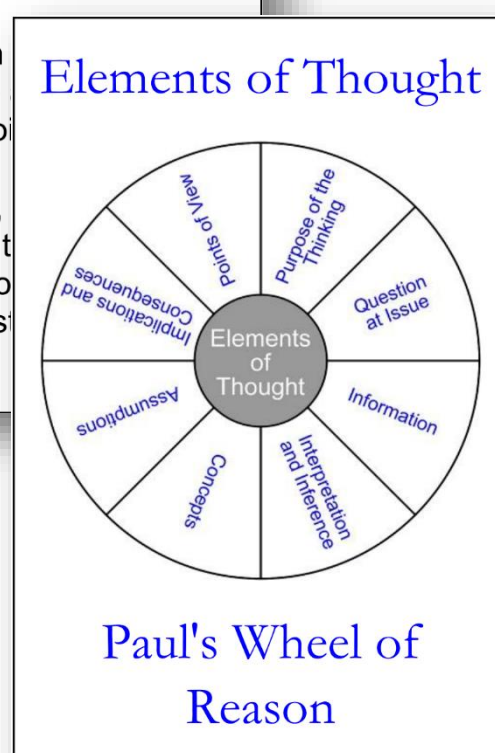 Elements of Thought
Purpose of the
Thinking
Question
at Issue
Information
Interpretation
and Inference
Concepts
Assumptions
Implications and
Consequences
Points of View
Elements
of
Thought
Paul's Wheel of
Reason